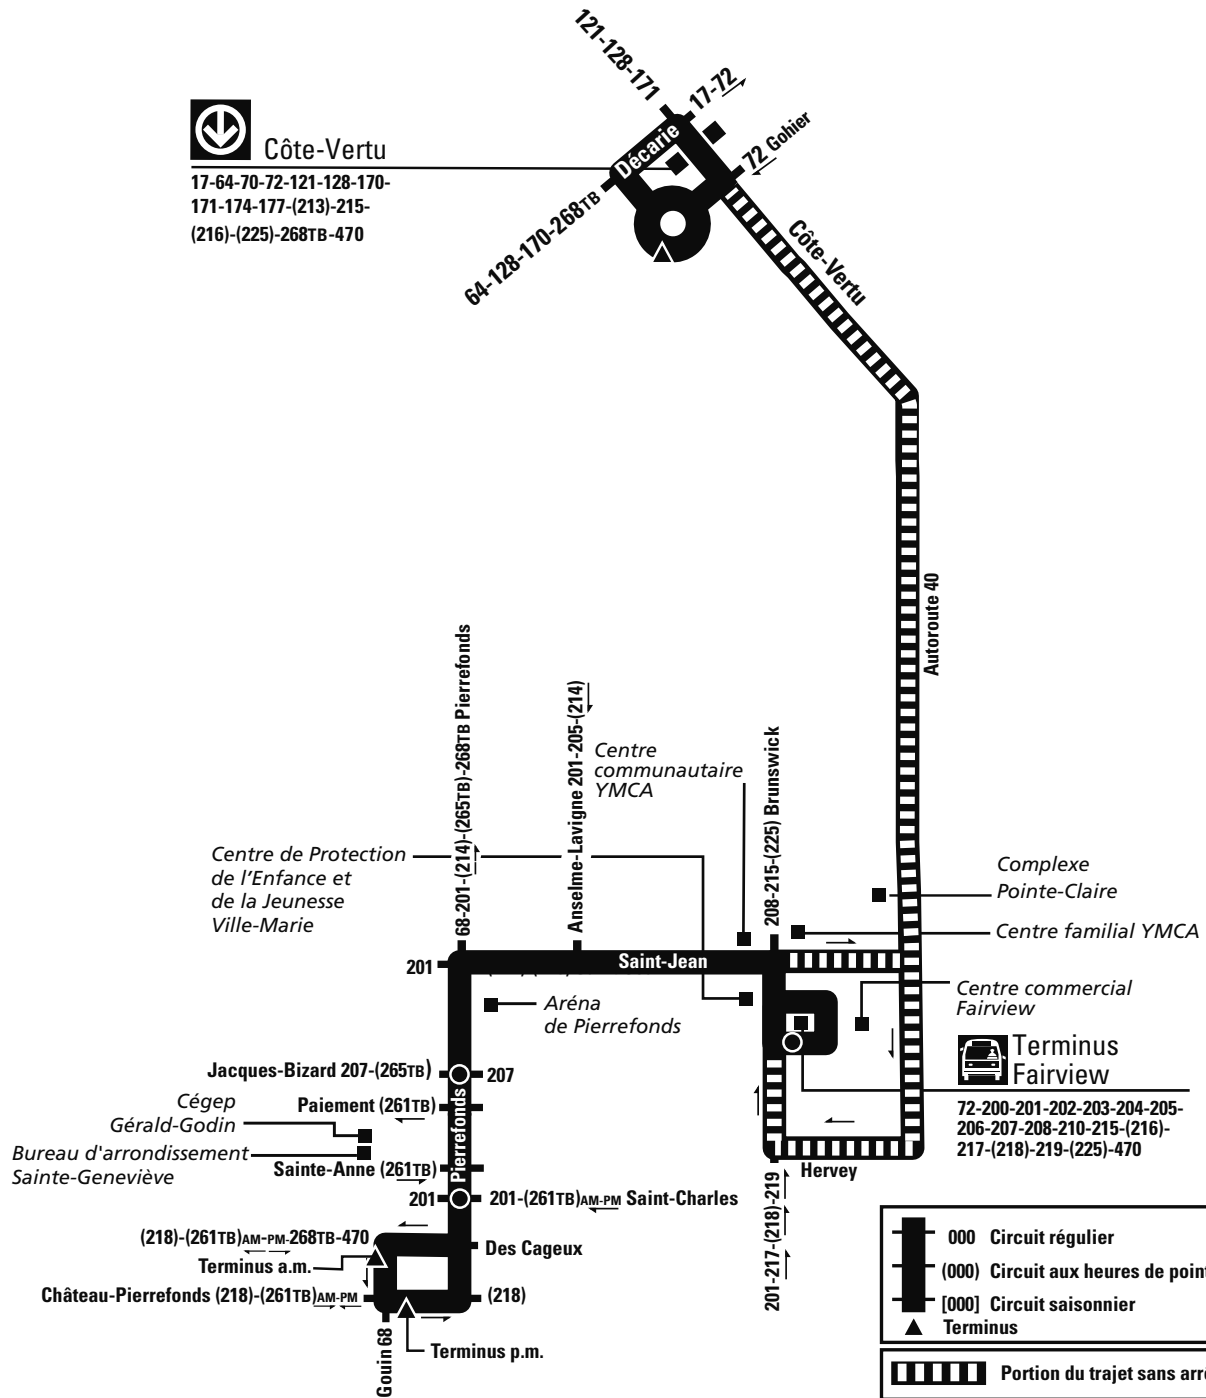 121-128-171
17-72
Côte-Vertu
17-64-70-72-121-128-170-
171-174-177-(213)-215-
(216)-(225)-268TB-470
Décarie
72 Gohier
64-128-170-268TB
Côte-Vertu
Autoroute 40
68-201-(214)-(265TB)-268TB Pierrefonds
Anselme-Lavigne 201-205-(214)
Centre
communautaire
YMCA
208-215-(225) Brunswick
Centre de Protection
de l'Enfance et
de la Jeunesse
Ville-Marie
Complexe
Pointe-Claire
Centre familial YMCA
201
Saint-Jean
Aréna
de Pierrefonds
Centre commercial
Fairview
Terminus
Fairview
72-200-201-202-203-204-205-
206-207-208-210-215-(216)-
217-(218)-219-(225)-470
Jacques-Bizard 207-(265TB)
207
Cégep
Gérald-Godin
Paiement (261TB)
Pierrefonds
Bureau d'arrondissement
Sainte-Geneviève
Sainte-Anne (261TB)
201
201-(261TB)AM-PM Saint-Charles
Hervey
201-217-(218)-219
(218)-(261TB)AM-PM-268TB-470
Terminus a.m.
Des Cageux
Château-Pierrefonds (218)-(261TB)AM-PM
(218)
Gouin 68
Terminus p.m.
000 Circuit régulier
(000) Circuit aux heures de point
[000] Circuit saisonnier
Terminus
Portion du trajet sans arrê